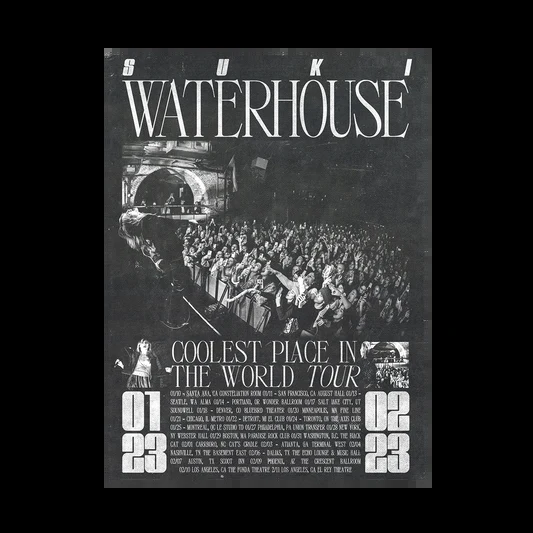 SUKI
WATERHOUSE
COOLEST PLACE IN
THE WORLD TOUR
01
23
02
23
01/10 - SANTA ANA, CA CONSTELLATION ROOM 01/11 - SAN FRANCISCO, CA AUGUST HALL 01/13 -
SEATTLE, WA ALMA 01/14 - PORTLAND, OR WONDER BALLROOM 01/17 SALT LAKE CITY, UT
SOUNDWELL 01/18 - DENVER, CO BLUEBIRD THEATER 01/20 MINNEAPOLIS, MA FINE LINE
01/21 - CHICAGO, IL METRO 01/22 - DETROIT, MI EL CLUB 01/24 - TORONTO, ON THE AXIS CLUB
01/25 - MONTREAL, QC LE STUDIO TD 01/27 PHILADELPHIA, PA UNION TRANSFER 01/28 NEW YORK,
NY WEBSTER HALL 01/29 BOSTON, MA PARADISE ROCK CLUB 01/31 WASHINGTON, D.C. THE BLACK
CAT 02/01 CARRBORO, NC CAT'S CRADLE 02/03 - ATLANTA, GA TERMINAL WEST 02/04
NASHVILLE, TN THE BASEMENT EAST 02/06 - DALLAS, TX THE ECHO LOUNGE & MUSIC HALL
02/07 AUSTIN, TX SCOOT INN 02/09 PHOENIX, AZ THE CRESCENT BALLROOM
02/10 LOS ANGELES, CA THE FONDA THEATRE 2/11 LOS ANGELES, CA EL REY THEATRE